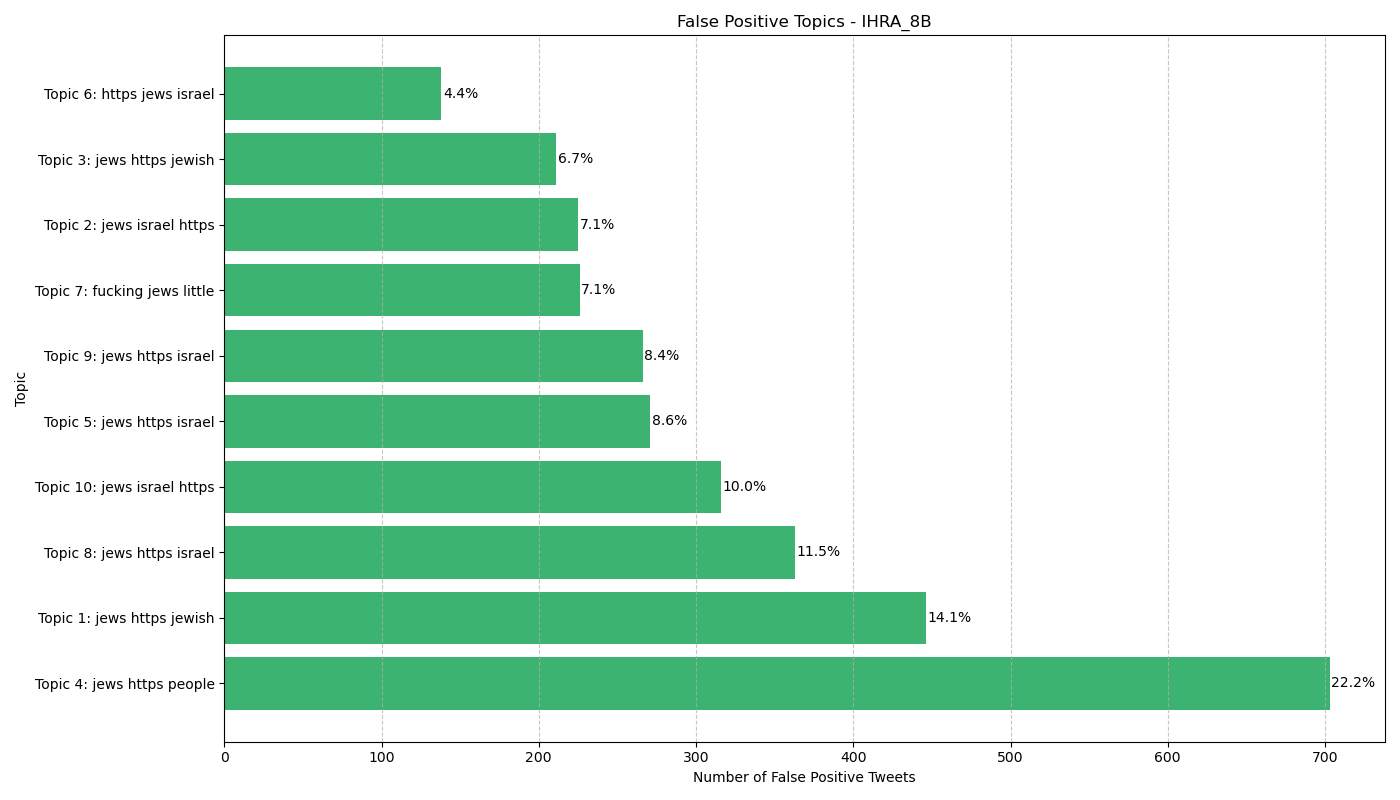 False Positive Topics - IHRA_8B
Topic 6: https jews israel
4.4%
Topic 3: jews https jewish
6.7%
Topic 2: jews israel https
7.1%
Topic 7: fucking jews little
7.1%
Topic 9: jews https israel
8.4%
Topic 5: jews https israel
8.6%
Topic 10: jews israel https
10.0%
Topic 8: jews https israel
11.5%
Topic 1: jews https jewish
14.1%
Topic 4: jews https people
22.2%
Topic
0 100 200 300 400 500 600 700
Number of False Positive Tweets